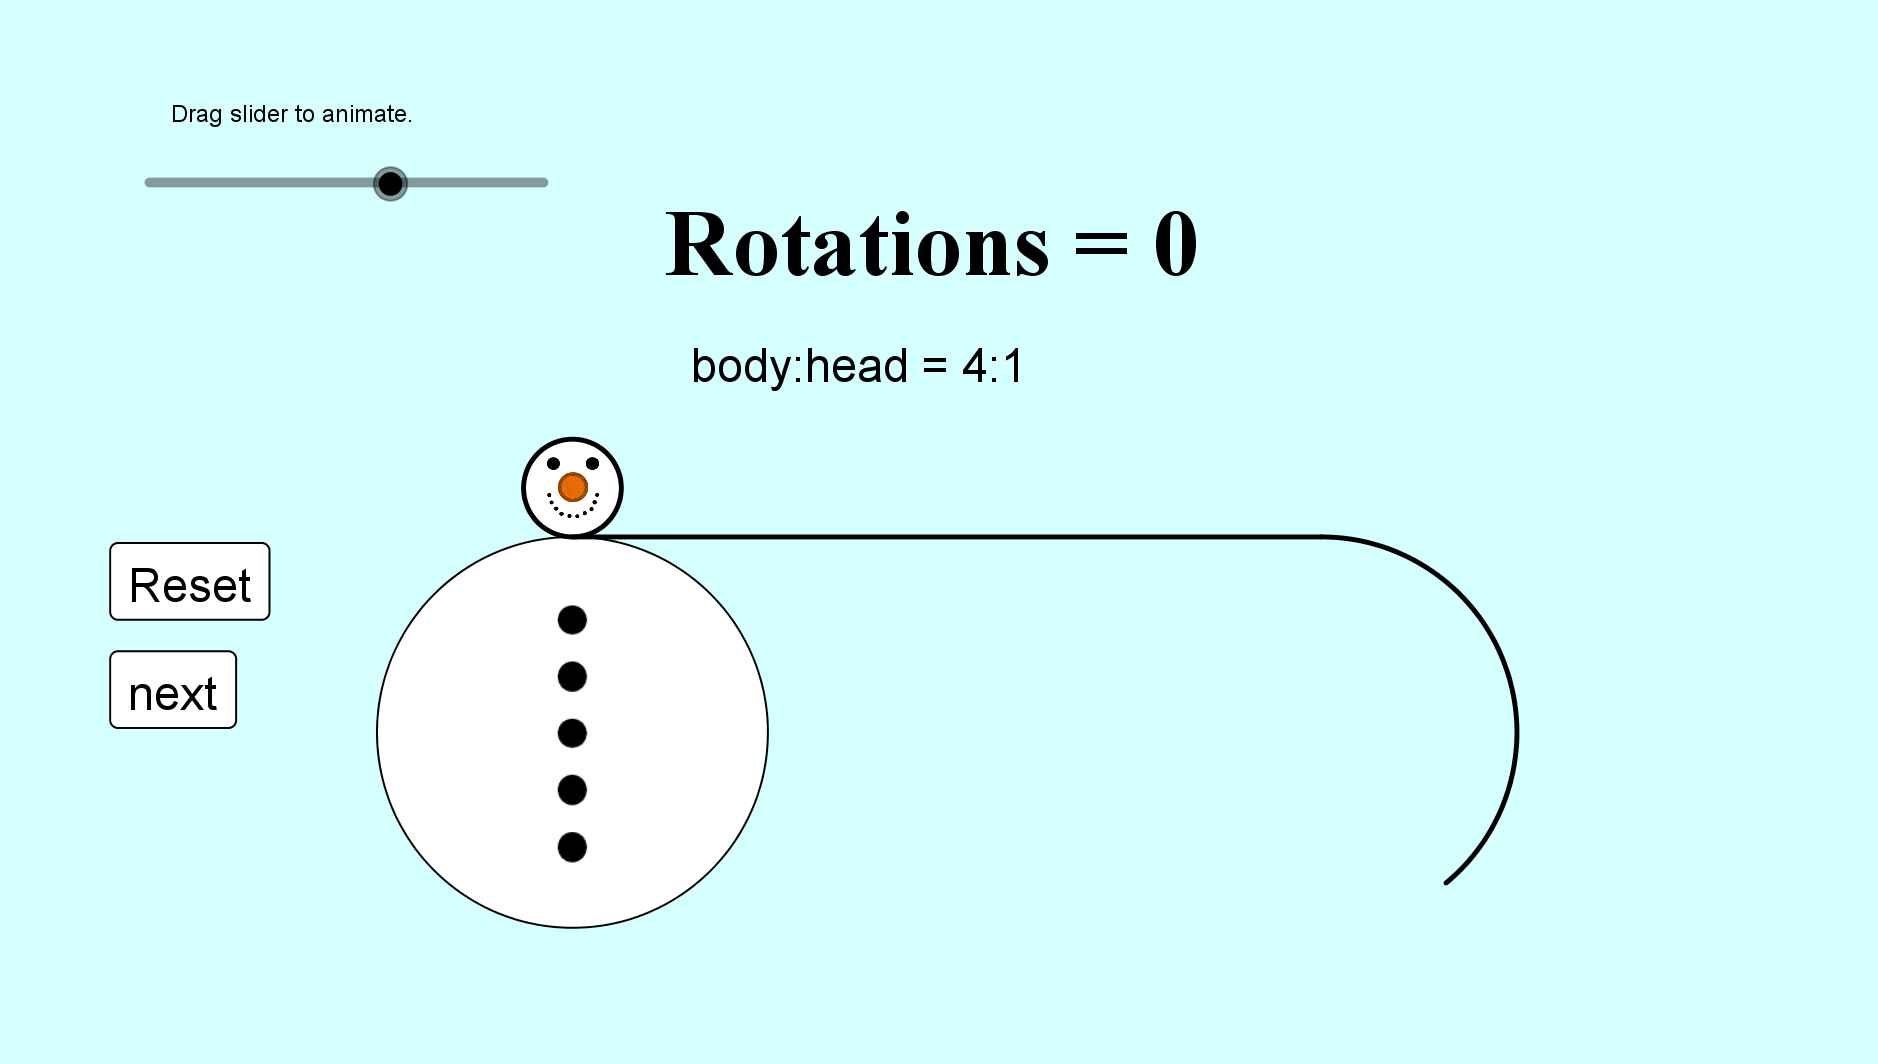 Drag slider to animate.
Rotations = 0
body:head = 4:1
Reset
next